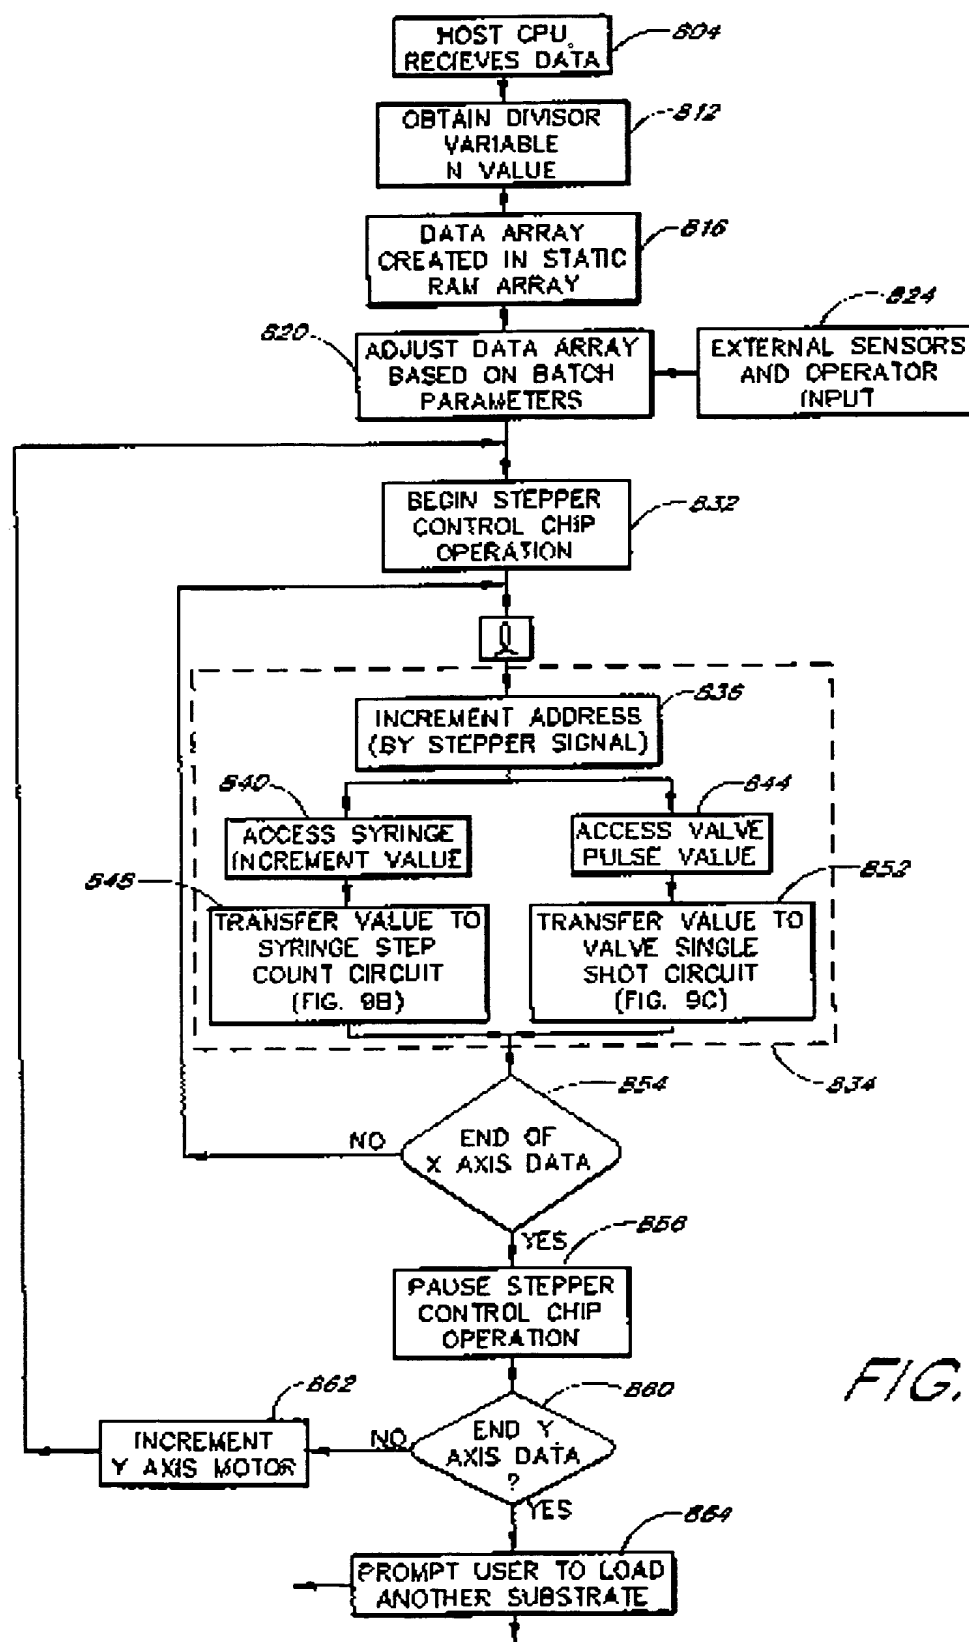 HOST CPU
RECIEVES DATA
804
OBTAIN DIVISOR
VARIABLE
N VALUE
812
DATA ARRAY
CREATED IN STATIC
RAM ARRAY
816
820
ADJUST DATA ARRAY
BASED ON BATCH
PARAMETERS
824
EXTERNAL SENSORS
AND OPERATOR
INPUT
BEGIN STEPPER
CONTROL CHIP
OPERATION
832
INCREMENT ADDRESS
(BY STEPPER SIGNAL)
836
840
ACCESS SYRINGE
INCREMENT VALUE
844
ACCESS VALVE
PULSE VALUE
848
TRANSFER VALUE TO
SYRINGE STEP
COUNT CIRCUIT
(FIG. 9B)
852
TRANSFER VALUE TO
VALVE SINGLE
SHOT CIRCUIT
(FIG. 9C)
834
854
END OF
X AXIS DATA
NO
YES
PAUSE STEPPER
CONTROL CHIP
OPERATION
858
FIG.
860
END Y
AXIS DATA
?
NO
862
INCREMENT
Y AXIS MOTOR
YES
864
PROMPT USER TO LOAD
ANOTHER SUBSTRATE